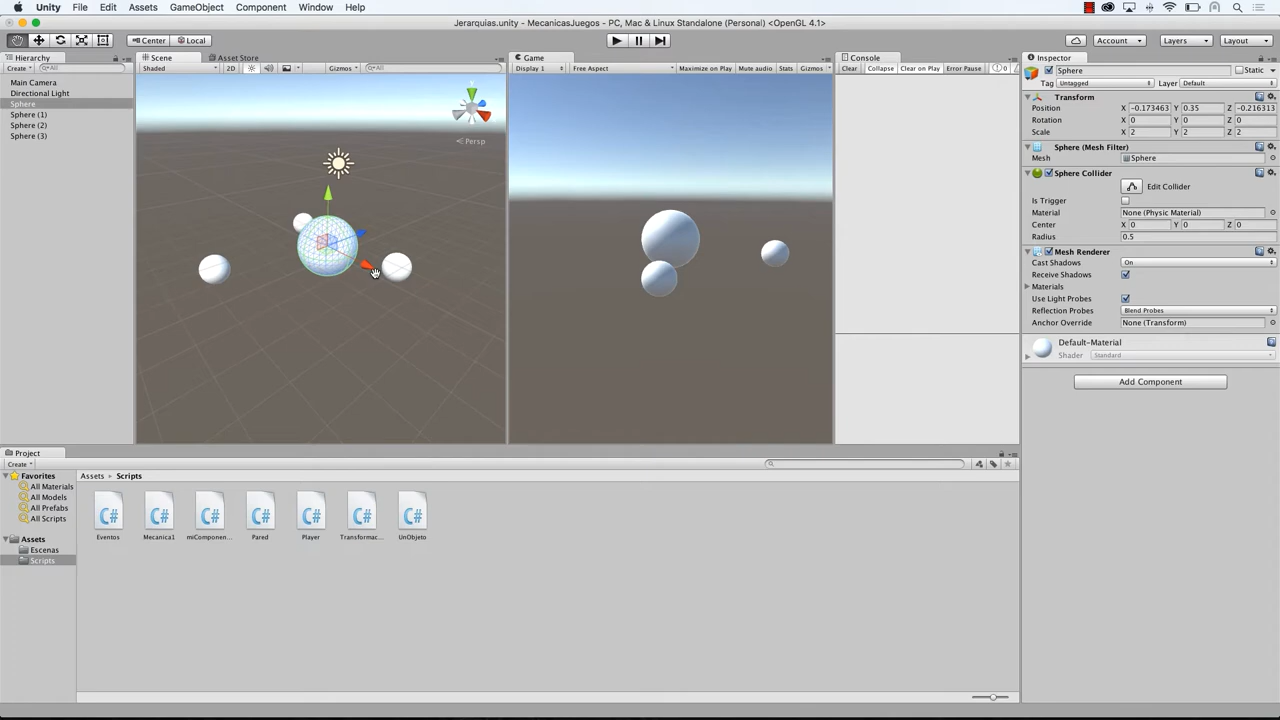 Unity File Edit Assets GameObject Component Window Help
Jerarquias.unity - MecanicasJuegos - PC, Mac & Linux Standalone (Personal) <OpenGL 4.1>
Center Local Account Layers Layout
Hierarchy
Create All
Main Camera
Directional Light
Sphere
Sphere (1)
Sphere (2)
Sphere (3)
Scene Asset Store
Shaded 2D Gizmos All
y
Persp
Game
Display 1 Free Aspect Maximize on Play Mute audio Stats Gizmos
Console
Clear Collapse Clear on Play Error Pause 0
Inspector
Sphere Static
Tag Untagged Layer Default
Transform
Position X -0.173463 Y 0.35 Z -0.216313
Rotation X 0 Y 0 Z 0
Scale X 2 Y 2 Z 2
Sphere (Mesh Filter)
Mesh Sphere
Sphere Collider
Edit Collider
Is Trigger
Material None (Physic Material)
Center X 0 Y 0 Z 0
Radius 0.5
Mesh Renderer
Cast Shadows On
Receive Shadows
Materials
Use Light Probes
Reflection Probes Blend Probes
Anchor Override None (Transform)
Default-Material
Shader Standard
Add Component
Project
Create
Favorites
All Materials
All Models
All Prefabs
All Scripts
Assets
Escenas
Scripts
Assets Scripts
C# C# C# C# C# C# C#
Eventos Mecanica1 miComponen... Pared Player Transformac... UnObjeto